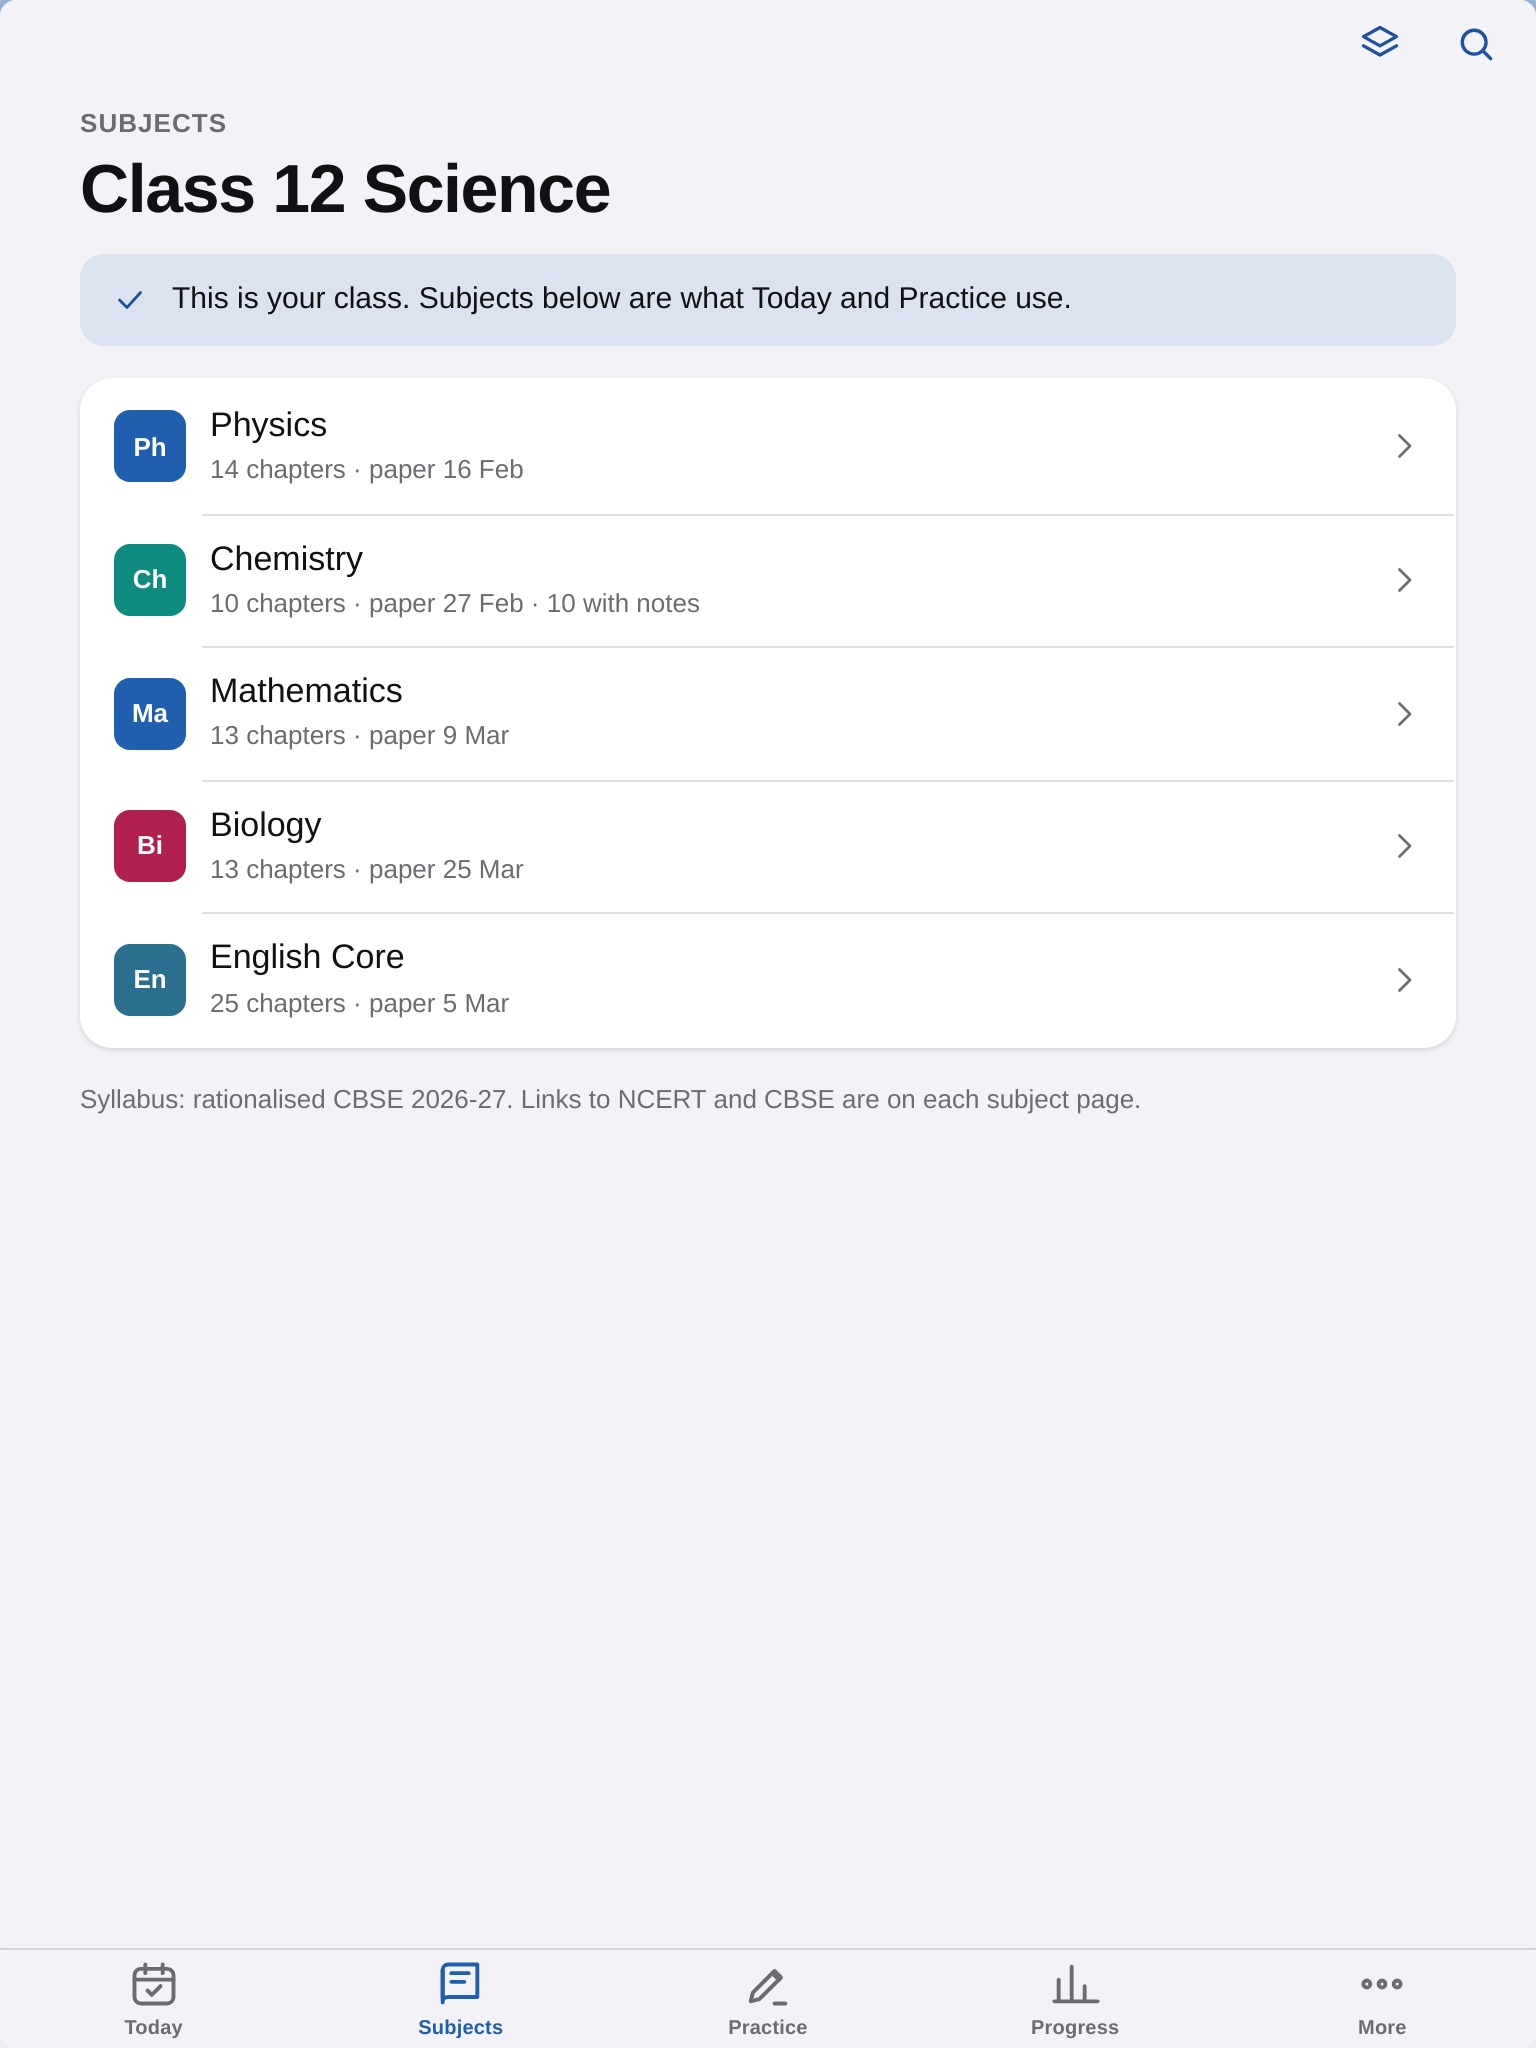 SUBJECTS
Class 12 Science
This is your class. Subjects below are what Today and Practice use.
Ph
Physics
14 chapters · paper 16 Feb
Ch
Chemistry
10 chapters · paper 27 Feb · 10 with notes
Ma
Mathematics
13 chapters · paper 9 Mar
Bi
Biology
13 chapters · paper 25 Mar
En
English Core
25 chapters · paper 5 Mar
Syllabus: rationalised CBSE 2026-27. Links to NCERT and CBSE are on each subject page.
Today
Subjects
Practice
Progress
More